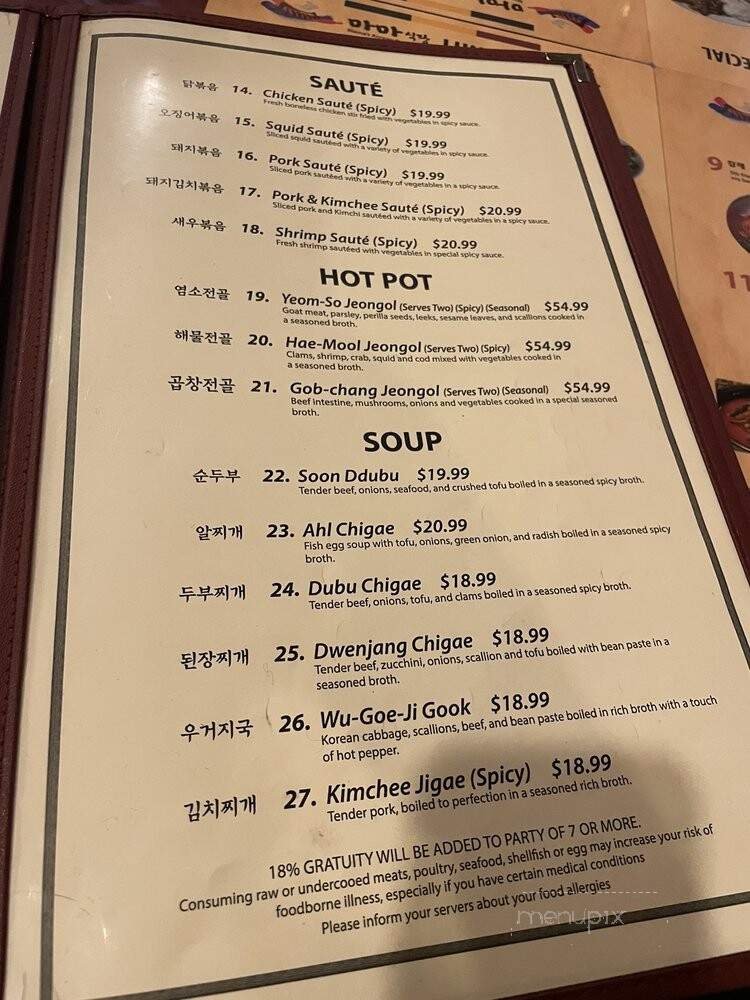 마마식당
SPECIAL
9
11
SAUTÉ
닭볶음 14. Chicken Sauté (Spicy) $19.99
Fresh boneless chicken stir fried with vegetables in spicy sauce.
오징어볶음 15. Squid Sauté (Spicy) $19.99
Sliced squid sautéed with a variety of vegetables in spicy sauce.
돼지볶음 16. Pork Sauté (Spicy) $19.99
Sliced pork sautéed with a variety of vegetables in a spicy sauce.
돼지김치볶음 17. Pork & Kimchee Sauté (Spicy) $20.99
Sliced pork and Kimchi sautéed with a variety of vegetables in a spicy sauce.
새우볶음 18. Shrimp Sauté (Spicy) $20.99
Fresh shrimp sautéed with vegetables in special spicy sauce.
HOT POT
염소전골 19. Yeom-So Jeongol (Serves Two) (Spicy) (Seasonal) $54.99
Goat meat, parsley, perilla seeds, leeks, sesame leaves, and scallions cooked in
a seasoned broth.
해물전골 20. Hae-Mool Jeongol (Serves Two) (Spicy) $54.99
Clams, shrimp, crab, squid and cod mixed with vegetables cooked in
a seasoned broth.
곱창전골 21. Gob-chang Jeongol (Serves Two) (Seasonal) $54.99
Beef intestine, mushrooms, onions and vegetables cooked in a special seasoned
broth.
SOUP
순두부 22. Soon Ddubu $19.99
Tender beef, onions, seafood, and crushed tofu boiled in a seasoned spicy broth.
알찌개 23. Ahl Chigae $20.99
Fish egg soup with tofu, onions, green onion, and radish boiled in a seasoned spicy
broth.
두부찌개 24. Dubu Chigae $18.99
Tender beef, onions, tofu, and clams boiled in a seasoned spicy broth.
된장찌개 25. Dwenjang Chigae $18.99
Tender beef, zucchini, onions, scallion and tofu boiled with bean paste in a
seasoned broth.
우거지국 26. Wu-Goe-Ji Gook $18.99
Korean cabbage, scallions, beef, and bean paste boiled in rich broth with a touch
of hot pepper.
김치찌개 27. Kimchee Jigae (Spicy) $18.99
Tender pork, boiled to perfection in a seasoned rich broth.
18% GRATUITY WILL BE ADDED TO PARTY OF 7 OR MORE.
Consuming raw or undercooed meats, poultry, seafood, shellfish or egg may increase your risk of
foodborne illness, especially if you have certain medical conditions
Please inform your servers about your food allergies
menupix